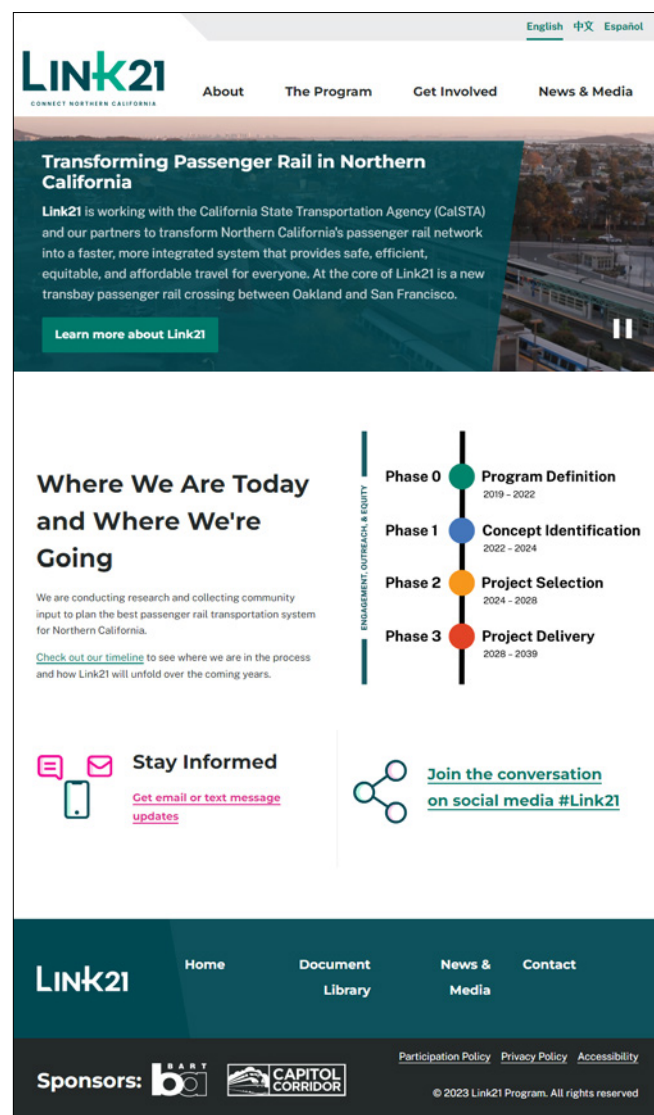 English 中文 Español
LINK21
CONNECT NORTHERN CALIFORNIA
About The Program Get Involved News & Media
Transforming Passenger Rail in Northern
California
Link21 is working with the California State Transportation Agency (CalSTA)
and our partners to transform Northern California's passenger rail network
into a faster, more integrated system that provides safe, efficient,
equitable, and affordable travel for everyone. At the core of Link21 is a new
transbay passenger rail crossing between Oakland and San Francisco.
Learn more about Link21
Where We Are Today
and Where We're
Going
We are conducting research and collecting community
input to plan the best passenger rail transportation system
for Northern California.
Check out our timeline to see where we are in the process
and how Link21 will unfold over the coming years.
ENGAGEMENT, OUTREACH, & EQUITY
Phase 0 Program Definition
2019 – 2022
Phase 1 Concept Identification
2022 – 2024
Phase 2 Project Selection
2024 – 2028
Phase 3 Project Delivery
2028 – 2039
Stay Informed
Get email or text message
updates
Join the conversation
on social media #Link21
LINK21
Home
Document
Library
News &
Media
Contact
Sponsors:
BART
ba
CAPITOL
CORRIDOR
Participation Policy Privacy Policy Accessibility
© 2023 Link21 Program. All rights reserved